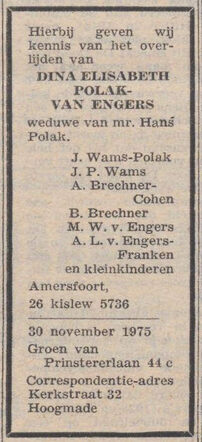 Hierbij geven wij
kennis van het over-
lijden van
DINA ELISABETH
POLAK-
VAN ENGERS
weduwe van mr. Hans
Polak.
J. Wams-Polak
J. P. Wams
A. Brechner-
Cohen
B. Brechner
M. W. v. Engers
A. L. v. Engers-
Franken
en kleinkinderen
Amersfoort,
26 kislew 5736
30 november 1975
Groen van
Prinstererlaan 44 c
Correspondentie-adres
Kerkstraat 32
Hoogmade